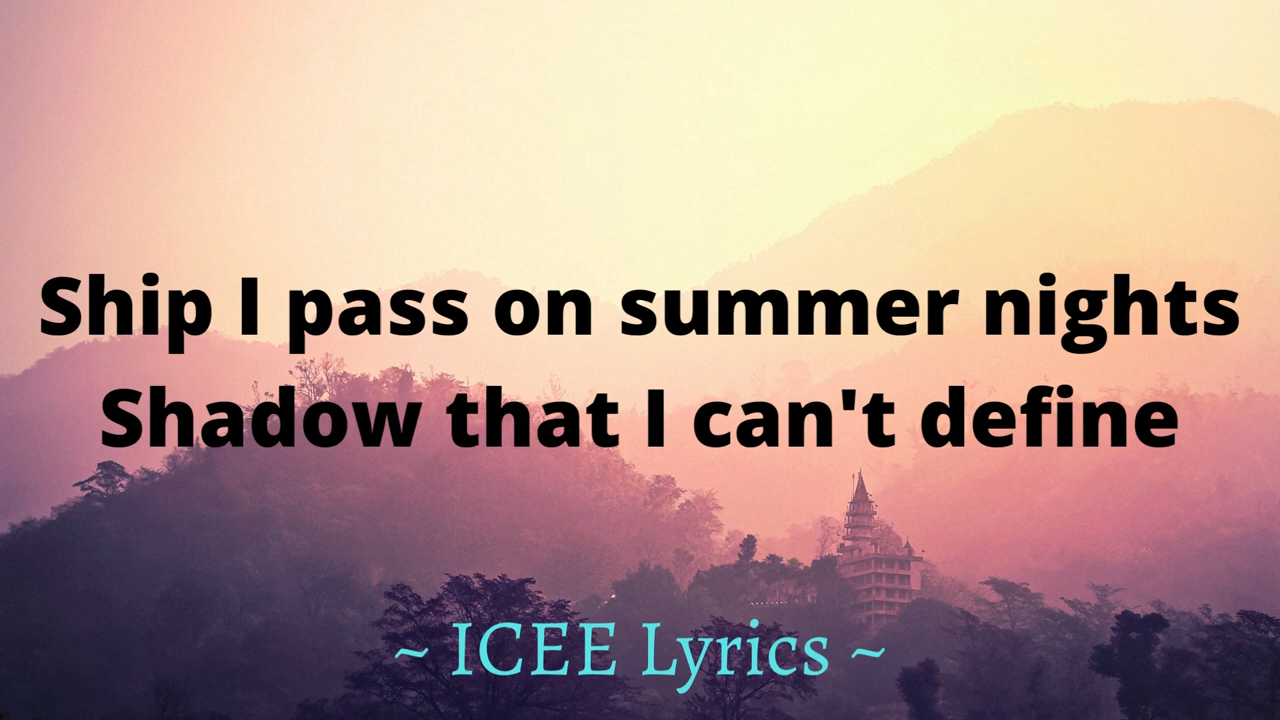 Ship I pass on summer nights
Shadow that I can't define
~ ICEE Lyrics ~